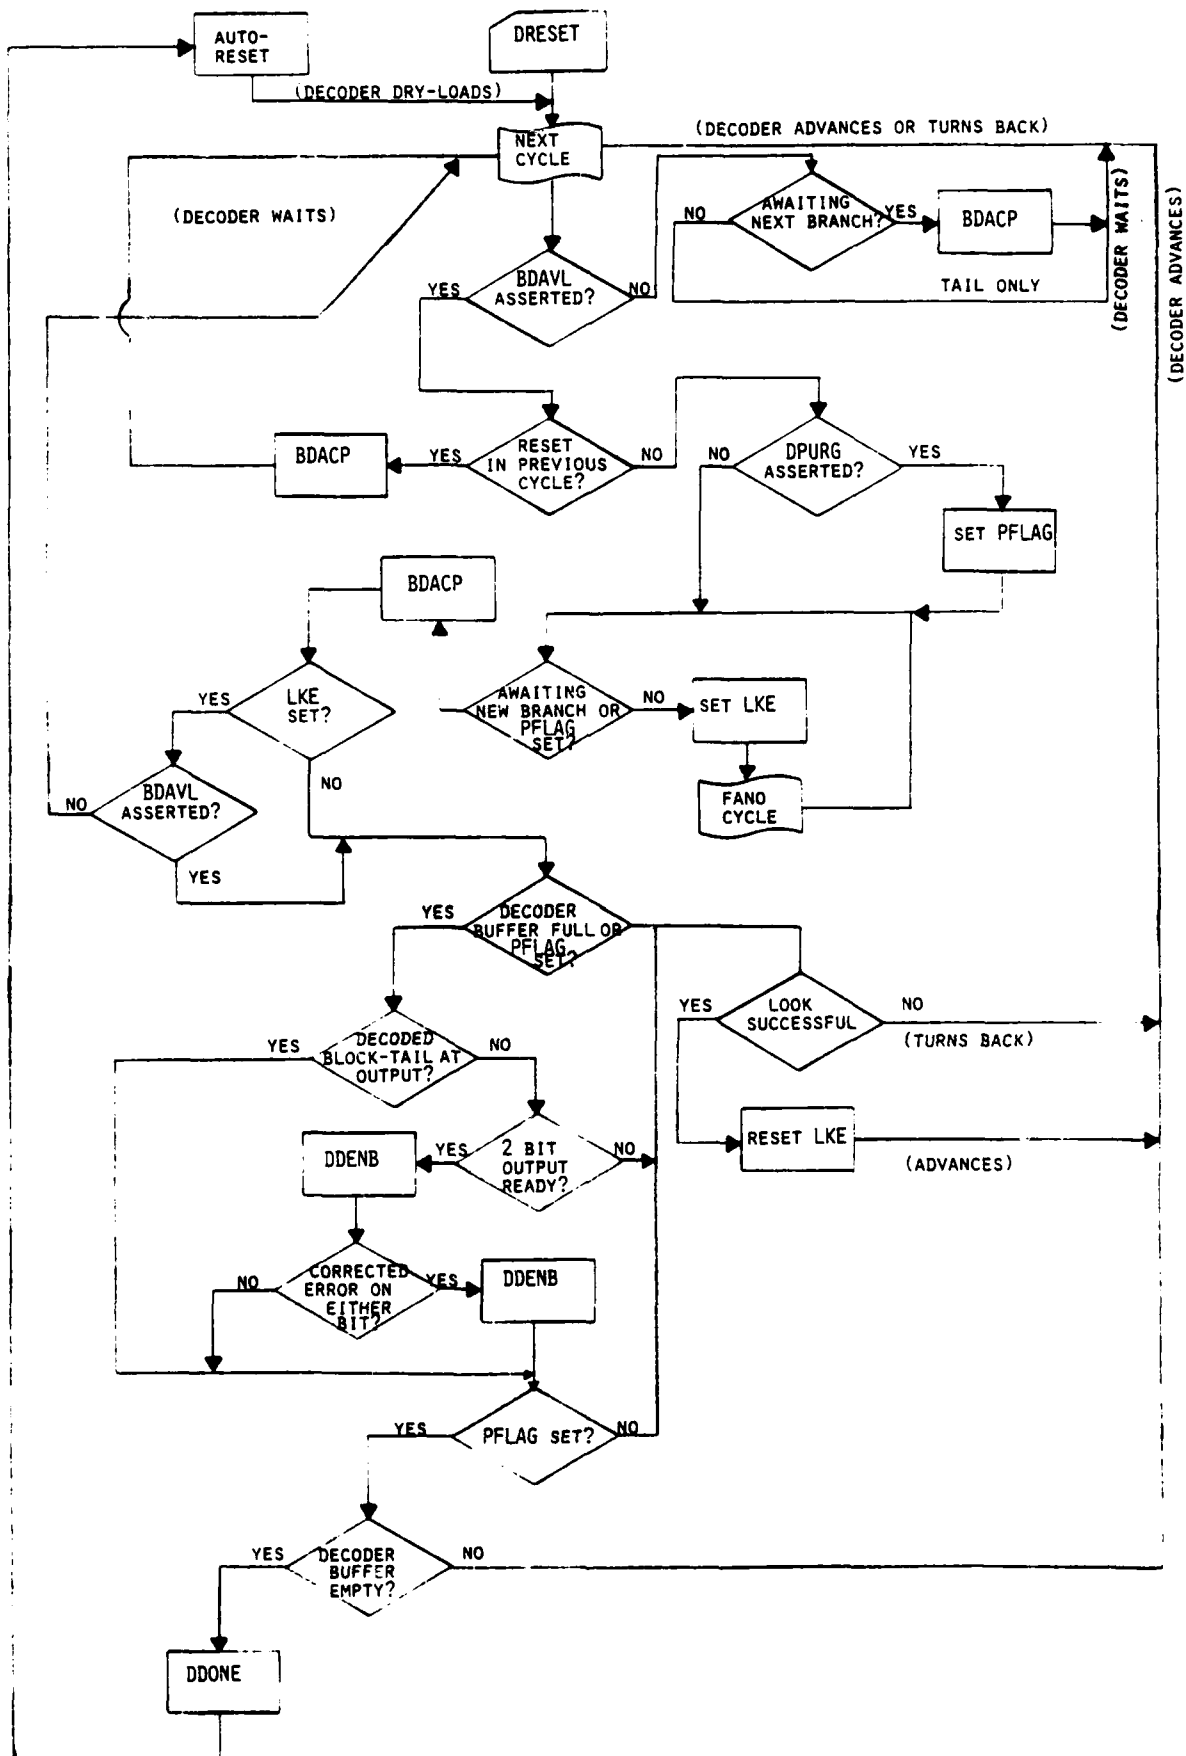 AUTO-
RESET
DRESET
(DECODER DRY-LOADS)
NEXT
CYCLE
(DECODER ADVANCES OR TURNS BACK)
(DECODER WAITS)
AWAITING
NEXT BRANCH?
NO
YES
BDACP
TAIL ONLY
(DECODER WAITS)
(DECODER ADVANCES)
BDAVL
ASSERTED?
YES
NO
RESET
IN PREVIOUS
CYCLE?
YES
NO
BDACP
DPURG
ASSERTED?
NO
YES
SET PFLAG
BDACP
LKE
SET?
YES
NO
AWAITING
NEW BRANCH OR
PFLAG
SET?
NO
SET LKE
FANO
CYCLE
BDAVL
ASSERTED?
NO
YES
DECODER
BUFFER FULL OR
PFLAG
SET?
YES
LOOK
SUCCESSFUL
YES
NO
(TURNS BACK)
DECODED
BLOCK-TAIL AT
OUTPUT?
YES
NO
2 BIT
OUTPUT
READY?
YES
NO
DDENB
RESET LKE
(ADVANCES)
CORRECTED
ERROR ON
EITHER
BIT?
NO
YES
DDENB
PFLAG SET?
YES
NO
DECODER
BUFFER
EMPTY?
YES
NO
DDONE